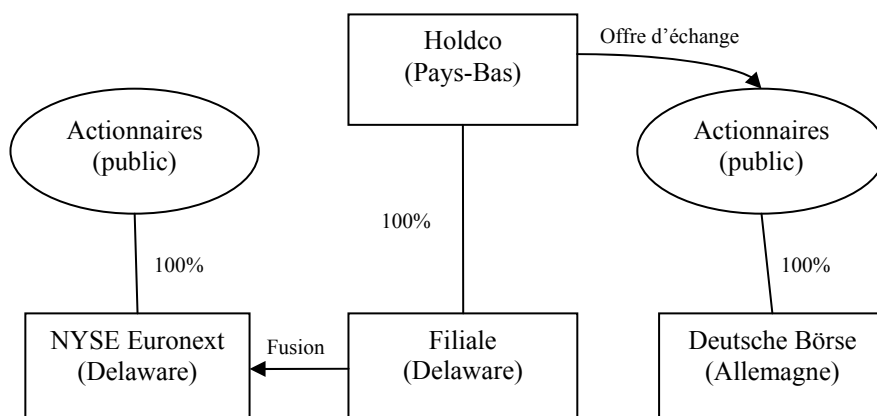 Holdco
(Pays-Bas)
Offre d’échange
Actionnaires
(public)
Actionnaires
(public)
100%
100%
100%
NYSE Euronext
(Delaware)
Fusion
Filiale
(Delaware)
Deutsche Börse
(Allemagne)